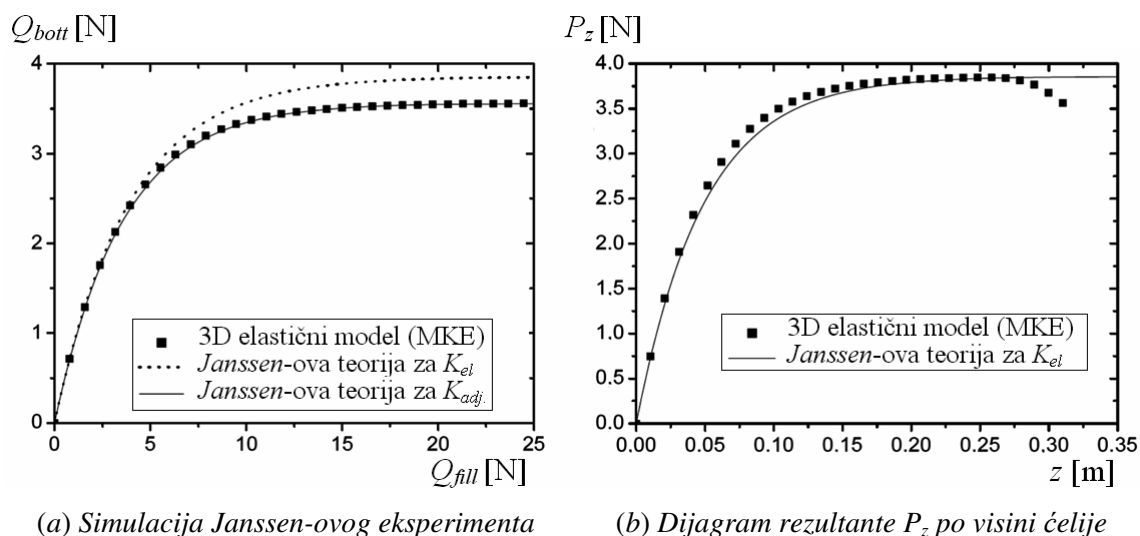 Q_bott [N]
4
3
2
1
0
3D elastični model (MKE)
Janssen-ova teorija za K_el
Janssen-ova teorija za K_adj.
0 5 10 15 20 25
Q_fill [N]
(a) Simulacija Janssen-ovog eksperimenta
P_z [N]
4.0
3.5
3.0
2.5
2.0
1.5
1.0
0.5
0.0
3D elastični model (MKE)
Janssen-ova teorija za K_el
0.00 0.05 0.10 0.15 0.20 0.25 0.30 0.35
z [m]
(b) Dijagram rezultante P_z po visini ćelije